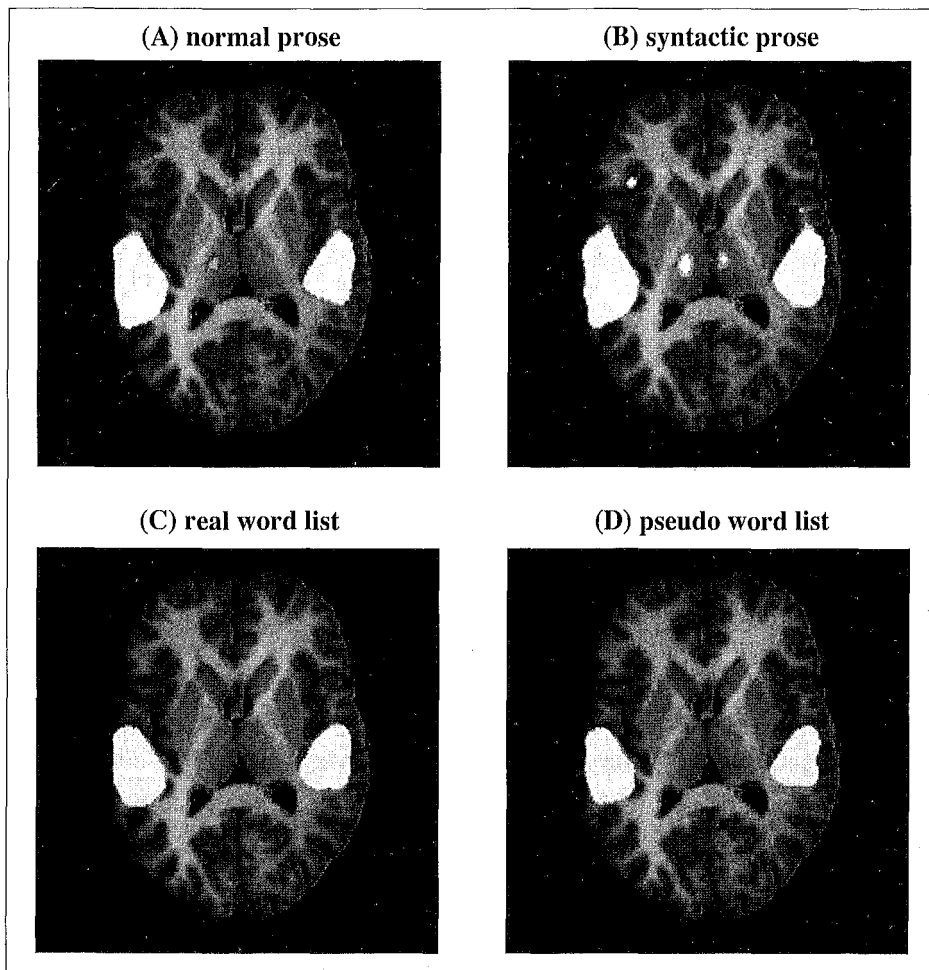 (A) normal prose
(B) syntactic prose
(C) real word list
(D) pseudo word list